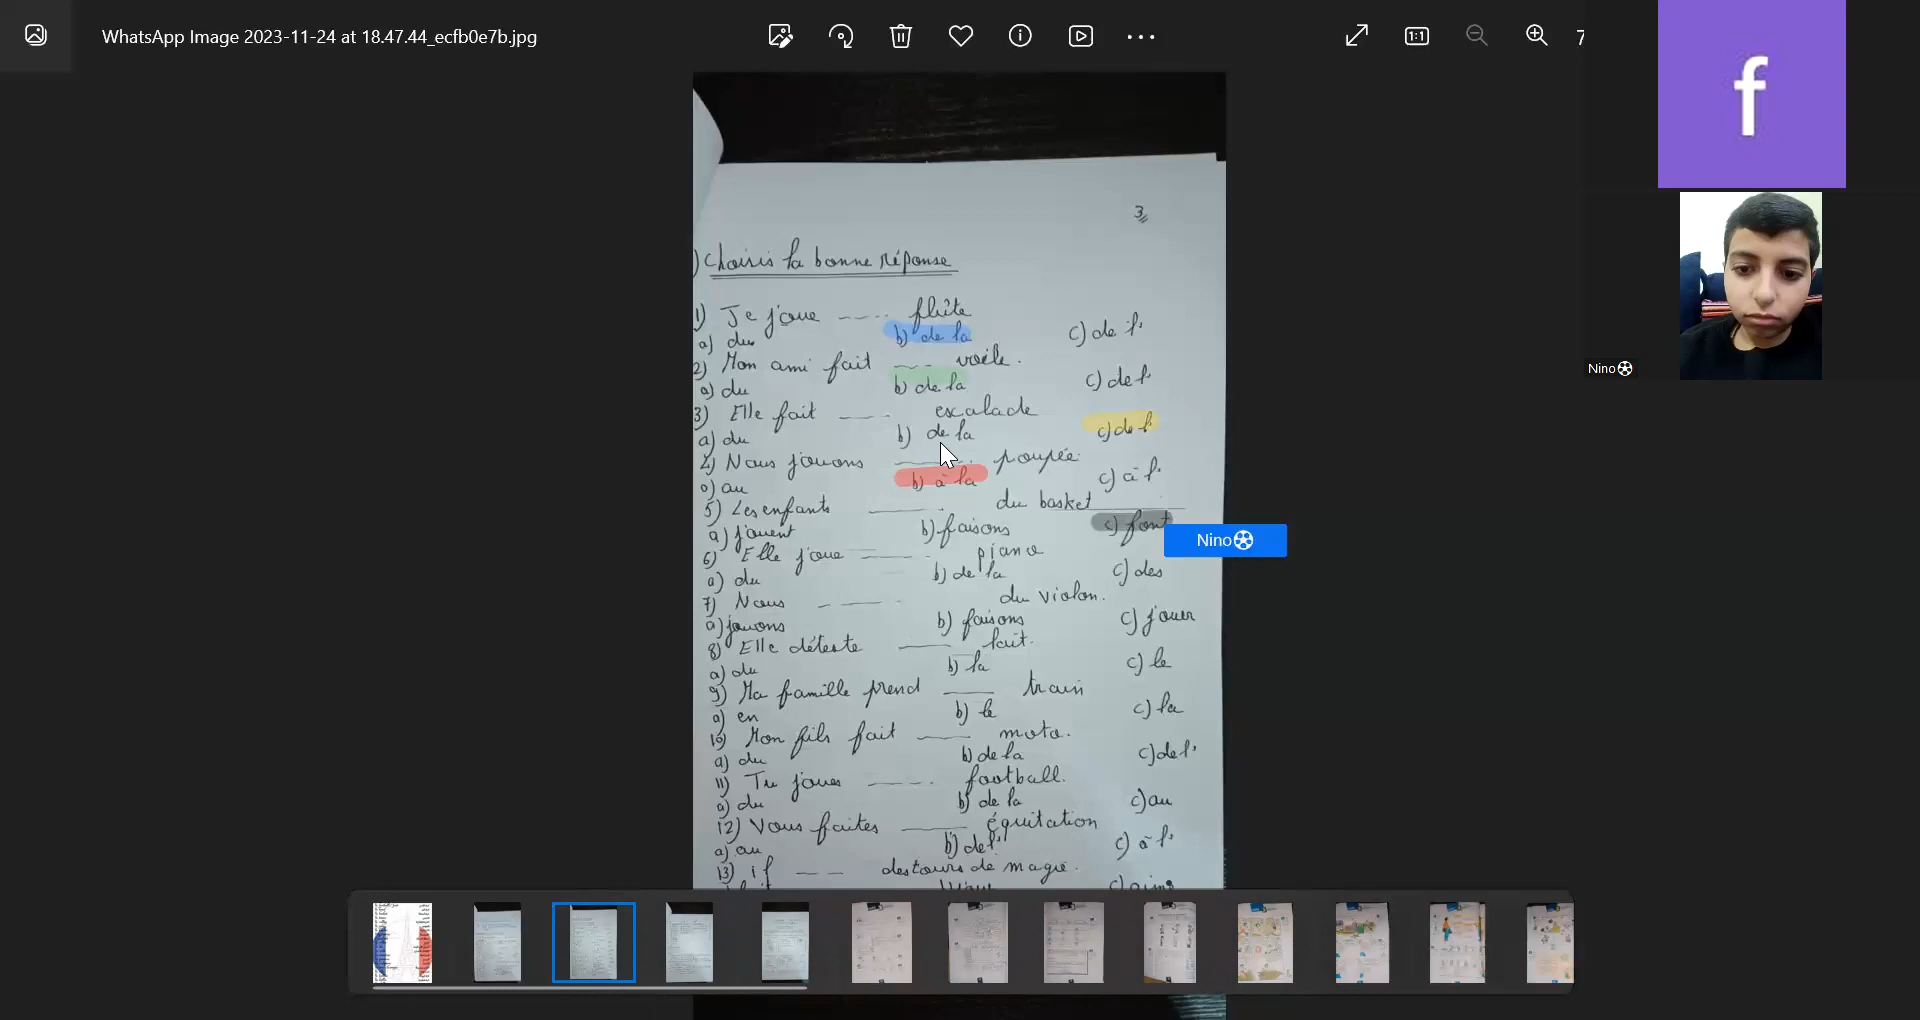 WhatsApp Image 2023-11-24 at 18.47.44_ecfb0e7b.jpg
1:1
7
f
Nino
3
) Choisis la bonne réponse
1) Je joue ---- flûte
a) du b) de la c) de l'
2) Mon ami fait ---- voile.
a) du b) de la c) de l'
3) Elle fait ---- escalade
a) du b) de la c) de l'
4) Nous jouons ---- poupée.
a) au b) à la c) à l'
5) Les enfants ---- du basket
a) jouent b) faisons c) font
Nino
6) Elle joue ---- piano
a) du b) de la c) des
7) Nous ---- du violon.
a) jouons b) faisons c) jouer
8) Elle déteste ---- lait.
a) du b) la c) le
9) Ma famille prend ---- train
a) en b) le c) la
10) Mon fils fait ---- moto.
a) du b) de la c) de l'
11) Tu joues ---- football.
a) du b) de la c) au
12) Vous faites ---- équitation
a) au b) de l' c) à l'
13) il ---- des tours de magie.